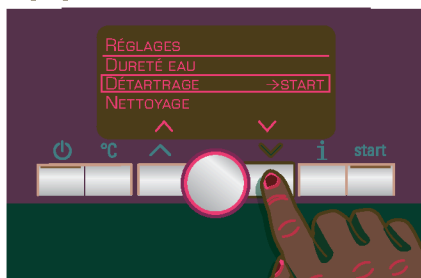 RÉGLAGES
DURETÉ EAU
DÉTARTRAGE →START
NETTOYAGE
°C i start